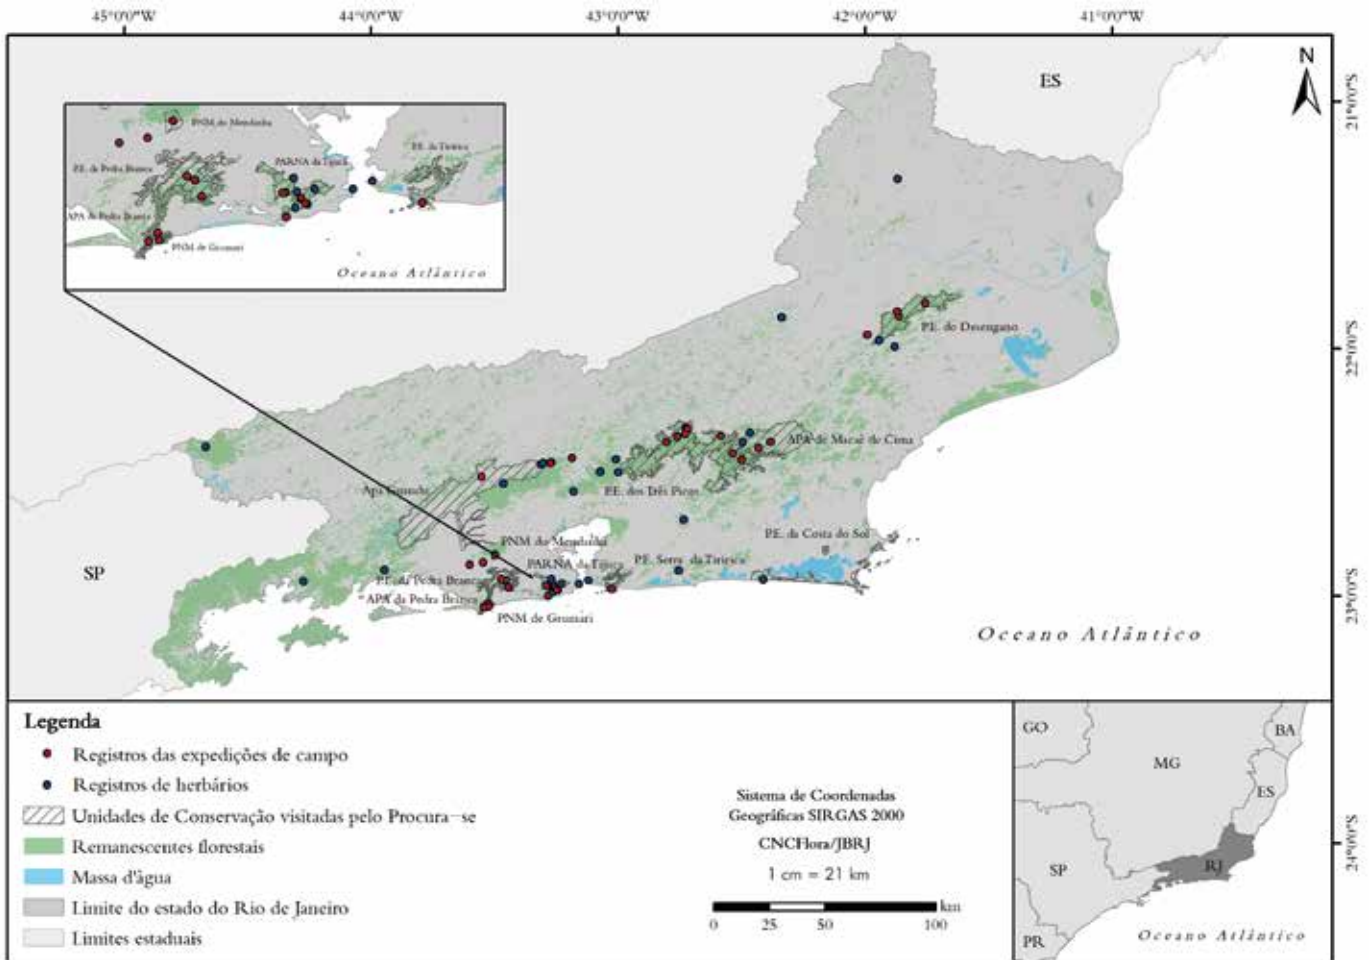 45°0'0"W 44°0'0"W 43°0'0"W 42°0'0"W 41°0'0"W
N
ES
21°0'0"S
PNM do Mendanha
P.E. da Pedra Branca
PARNA da Tijuca
P.E. da Tiririca
APA da Pedra Branca
PNM de Grumari
Oceano Atlântico
P.E. do Desengano
22°0'0"S
APA de Macaé de Cima
Apa Guandu
P.E. dos Três Picos
PNM do Mendanha
P.E. da Costa do Sol
PARNA da Tijuca
P.E. Serra da Tiririca
SP
P.E. da Pedra Branca
APA da Pedra Branca
PNM de Grumari
23°0'0"S
Oceano Atlântico
Legenda
Registros das expedições de campo
Registros de herbários
Unidades de Conservação visitadas pelo Procura-se
Remanescentes florestais
Massa d'água
Limite do estado do Rio de Janeiro
Limites estaduais
Sistema de Coordenadas
Geográficas SIRGAS 2000
CNCFlora/JBRJ
1 cm = 21 km
km
0 25 50 100
GO
BA
MG
ES
SP
RJ
PR
Oceano Atlântico
24°0'0"S